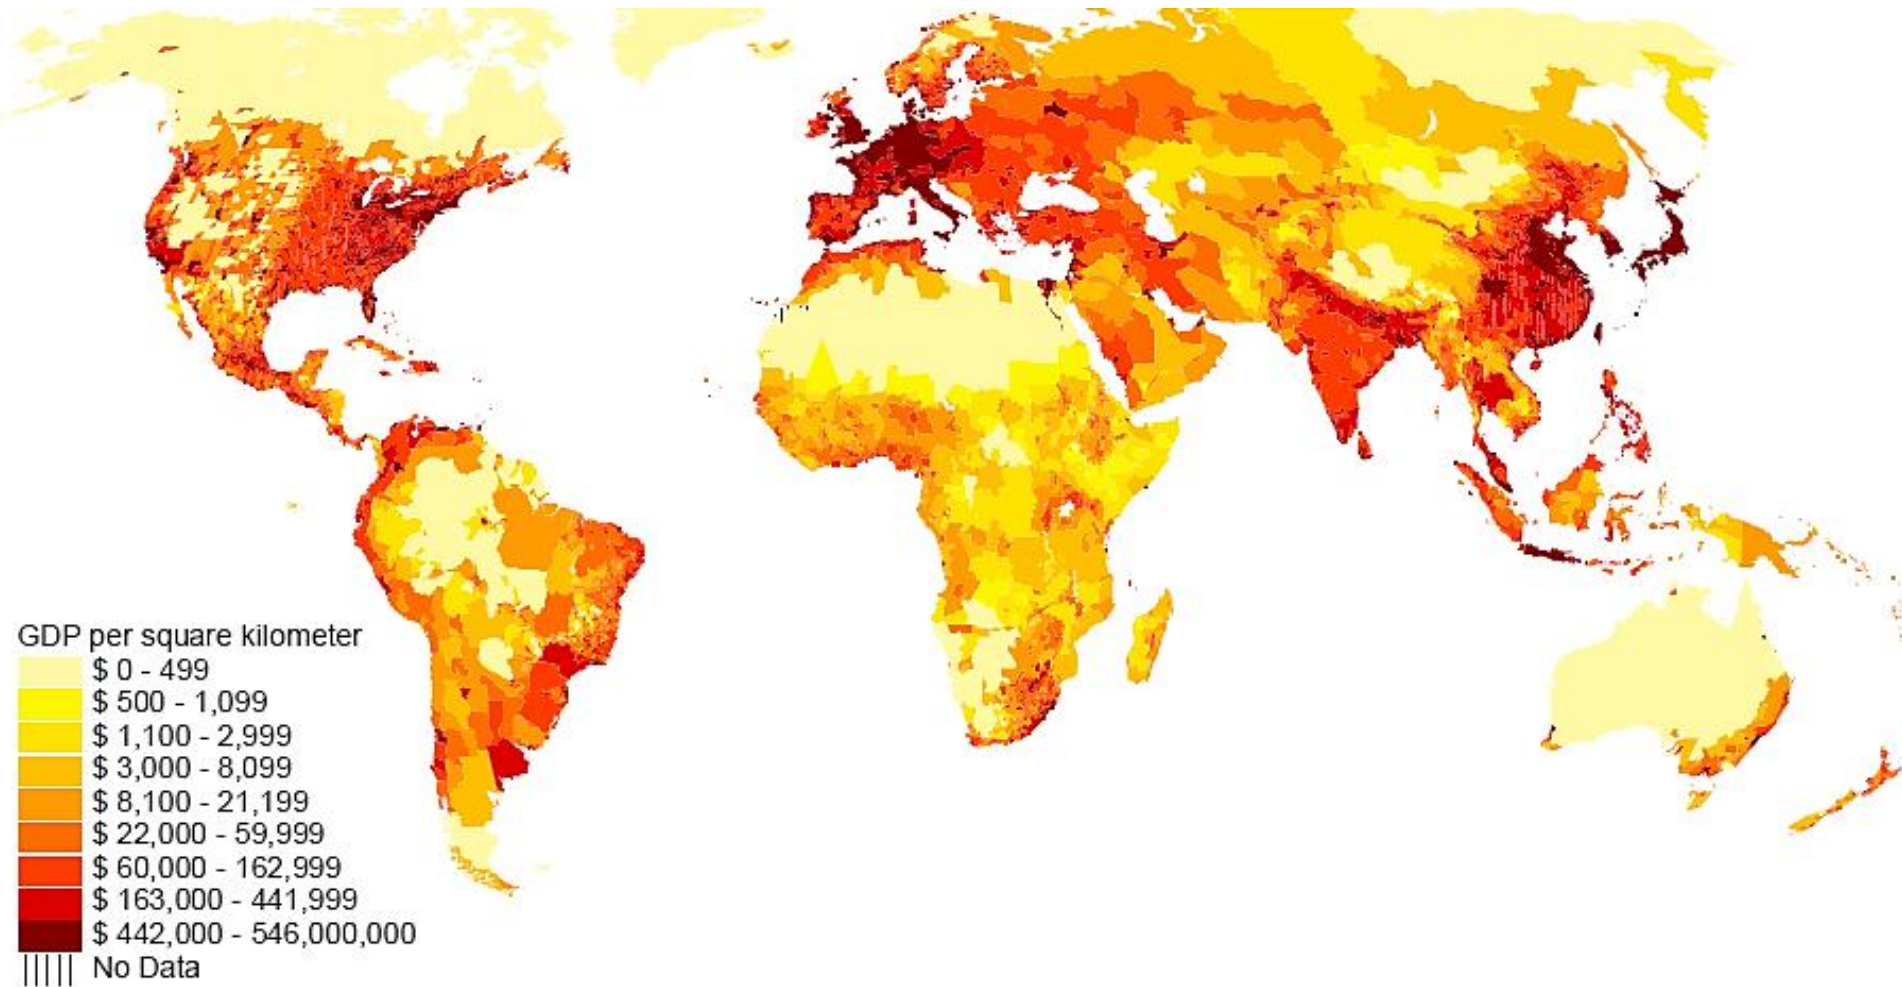 GDP per square kilometer
$ 0 - 499
$ 500 - 1,099
$ 1,100 - 2,999
$ 3,000 - 8,099
$ 8,100 - 21,199
$ 22,000 - 59,999
$ 60,000 - 162,999
$ 163,000 - 441,999
$ 442,000 - 546,000,000
No Data